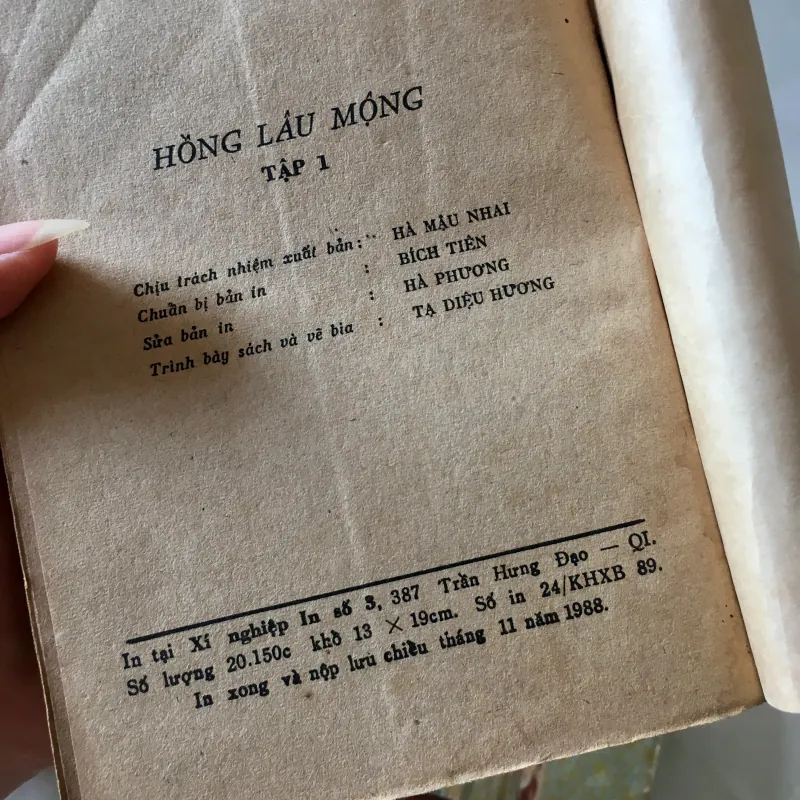 HỒNG LÂU MỘNG
TẬP 1
Chịu trách nhiệm xuất bản: HÀ MẬU NHAI
Chuẩn bị bản in : BÍCH TIÊN
Sửa bản in : HÀ PHƯƠNG
Trình bày sách và vẽ bìa : TẠ DIỆU HƯƠNG
In tại Xí nghiệp In số 3, 387 Trần Hưng Đạo — QI.
Số lượng 20.150c khổ 13 × 19cm. Số in 24/KHXB 89.
In xong và nộp lưu chiểu tháng 11 năm 1988.